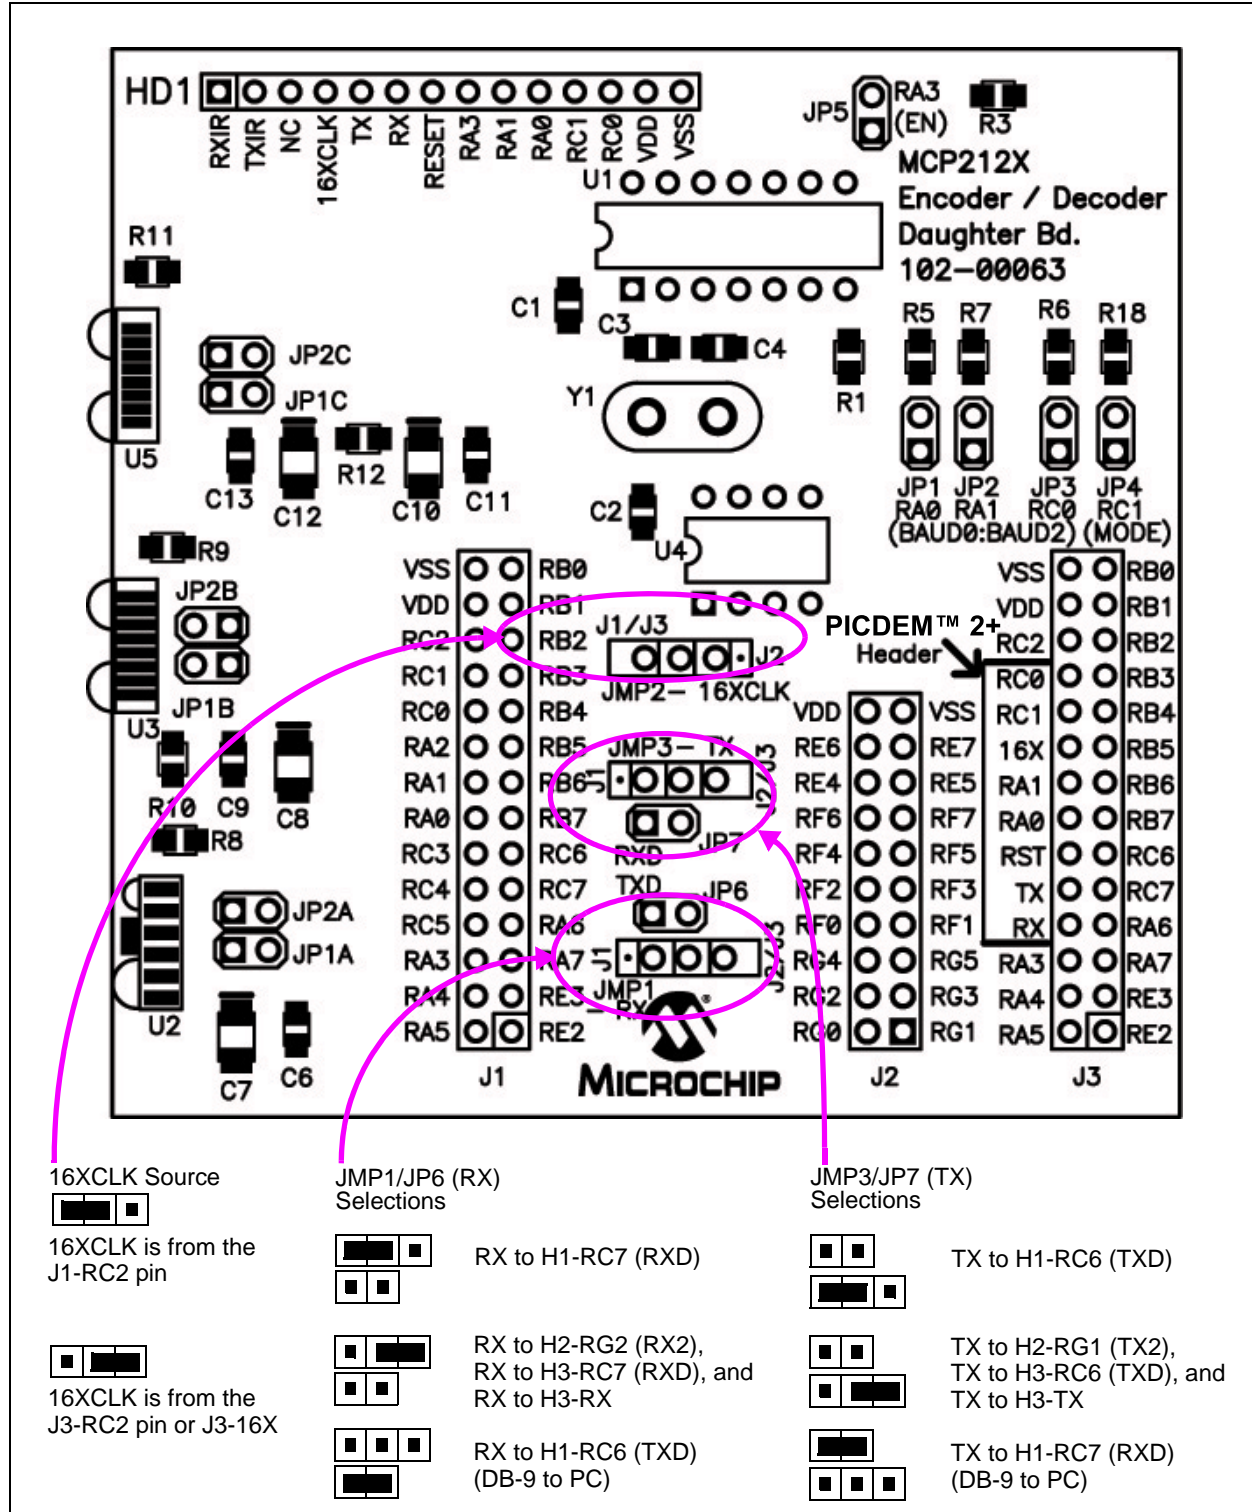 HD1
RXIR
TXIR
NC
16XCLK
TX
RX
RESET
RA3
RA1
RA0
RC1
RC0
VDD
VSS
JP5
RA3
(EN)
R3
U1
MCP212X
Encoder / Decoder
Daughter Bd.
102-00063
R11
C1
C3
C4
R5
R7
R6
R18
JP2C
JP1C
Y1
R1
U5
C13
C12
R12
C10
C11
C2
U4
JP1
JP2
JP3
JP4
RA0
RA1
RC0
RC1
(BAUD0:BAUD2) (MODE)
R9
JP2B
JP1B
U3
R10
C9
C8
R8
JP2A
JP1A
U2
C7
C6
VSS RB0
VDD RB1
RC2 RB2
RC1 RB3
RC0 RB4
RA2 RB5
RA1 RB6
RA0 RB7
RC3 RC6
RC4 RC7
RC5 RA6
RA3 RA7
RA4 RE3
RA5 RE2
J1
J1/J3
J2
JMP2- 16XCLK
JMP3- TX
J1
J2/J3
JP7
RXD
TXD
JP6
J1
J2/J3
JMP1
- RX
MICROCHIP
®
PICDEM™ 2+
Header
VDD VSS
RE6 RE7
RE4 RE5
RF6 RF7
RF4 RF5
RF2 RF3
RF0 RF1
RG4 RG5
RG2 RG3
RG0 RG1
J2
VSS RB0
VDD RB1
RC2 RB2
RC0 RB3
RC1 RB4
16X RB5
RA1 RB6
RA0 RB7
RST RC6
TX RC7
RX RA6
RA3 RA7
RA4 RE3
RA5 RE2
J3
16XCLK Source
16XCLK is from the
J1-RC2 pin
16XCLK is from the
J3-RC2 pin or J3-16X
JMP1/JP6 (RX)
Selections
RX to H1-RC7 (RXD)
RX to H2-RG2 (RX2),
RX to H3-RC7 (RXD), and
RX to H3-RX
RX to H1-RC6 (TXD)
(DB-9 to PC)
JMP3/JP7 (TX)
Selections
TX to H1-RC6 (TXD)
TX to H2-RG1 (TX2),
TX to H3-RC6 (TXD), and
TX to H3-TX
TX to H1-RC7 (RXD)
(DB-9 to PC)